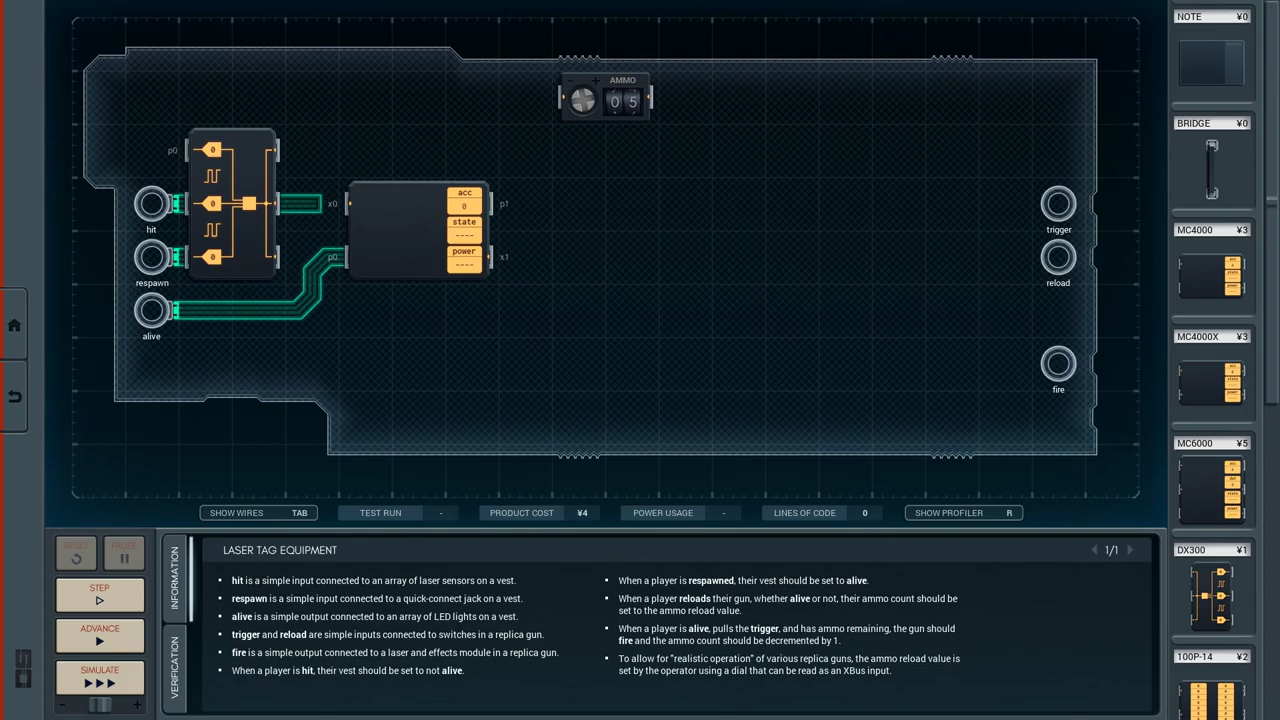 NOTE ¥0
AMMO
- +
05
BRIDGE ¥0
p0 0
hit
0
x0
acc
0
p1
state
----
respawn
0
p0
power
----
x1
alive
trigger
reload
fire
MC4000 ¥3
MC4000X ¥3
MC6000 ¥5
DX300 ¥1
100P-14 ¥2
SHOW WIRES TAB
TEST RUN -
PRODUCT COST ¥4
POWER USAGE -
LINES OF CODE 0
SHOW PROFILER R
RESET
PAUSE
STEP
ADVANCE
SIMULATE
- +
INFORMATION
VERIFICATION
LASER TAG EQUIPMENT
1/1
hit is a simple input connected to an array of laser sensors on a vest.
respawn is a simple input connected to a quick-connect jack on a vest.
alive is a simple output connected to an array of LED lights on a vest.
trigger and reload are simple inputs connected to switches in a replica gun.
fire is a simple output connected to a laser and effects module in a replica gun.
When a player is hit, their vest should be set to not alive.
When a player is respawned, their vest should be set to alive.
When a player reloads their gun, whether alive or not, their ammo count should be
set to the ammo reload value.
When a player is alive, pulls the trigger, and has ammo remaining, the gun should
fire and the ammo count should be decremented by 1.
To allow for "realistic operation" of various replica guns, the ammo reload value is
set by the operator using a dial that can be read as an XBus input.